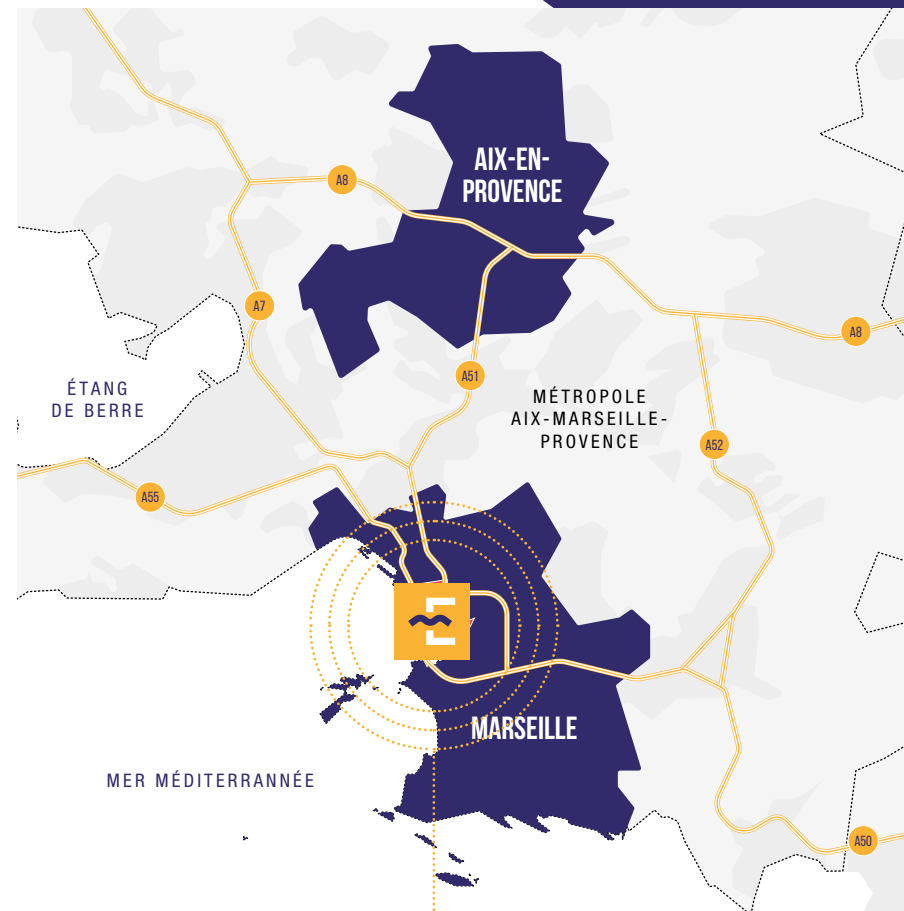 AIX-EN-
PROVENCE
A8
A7
A8
A51
ÉTANG
DE BERRE
MÉTROPOLE
AIX-MARSEILLE-
PROVENCE
A52
A55
E
MARSEILLE
MER MÉDITERRANNÉE
A50